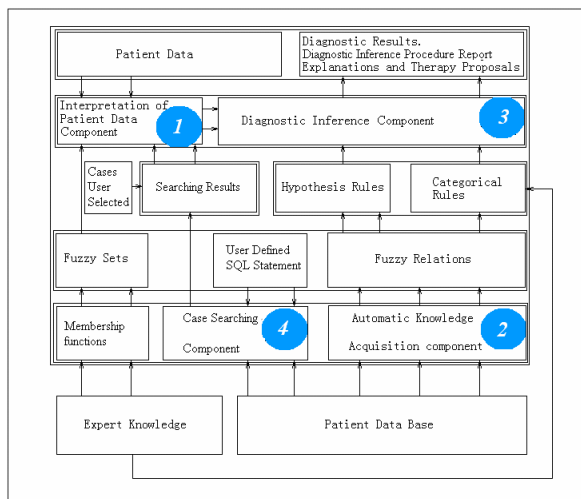 Patient Data
Diagnostic Results.
Diagnostic Inference Procedure Report
Explanations and Therapy Proposals
Interpretation of
Patient Data
Component
1
Diagnostic Inference Component
3
Cases
User
Selected
Searching Results
Hypothesis Rules
Categorical
Rules
Fuzzy Sets
User Defined
SQL Statement
Fuzzy Relations
Membership
functions
Case Searching
Component
4
Automatic Knowledge
Acquisition component
2
Expert Knowledge
Patient Data Base